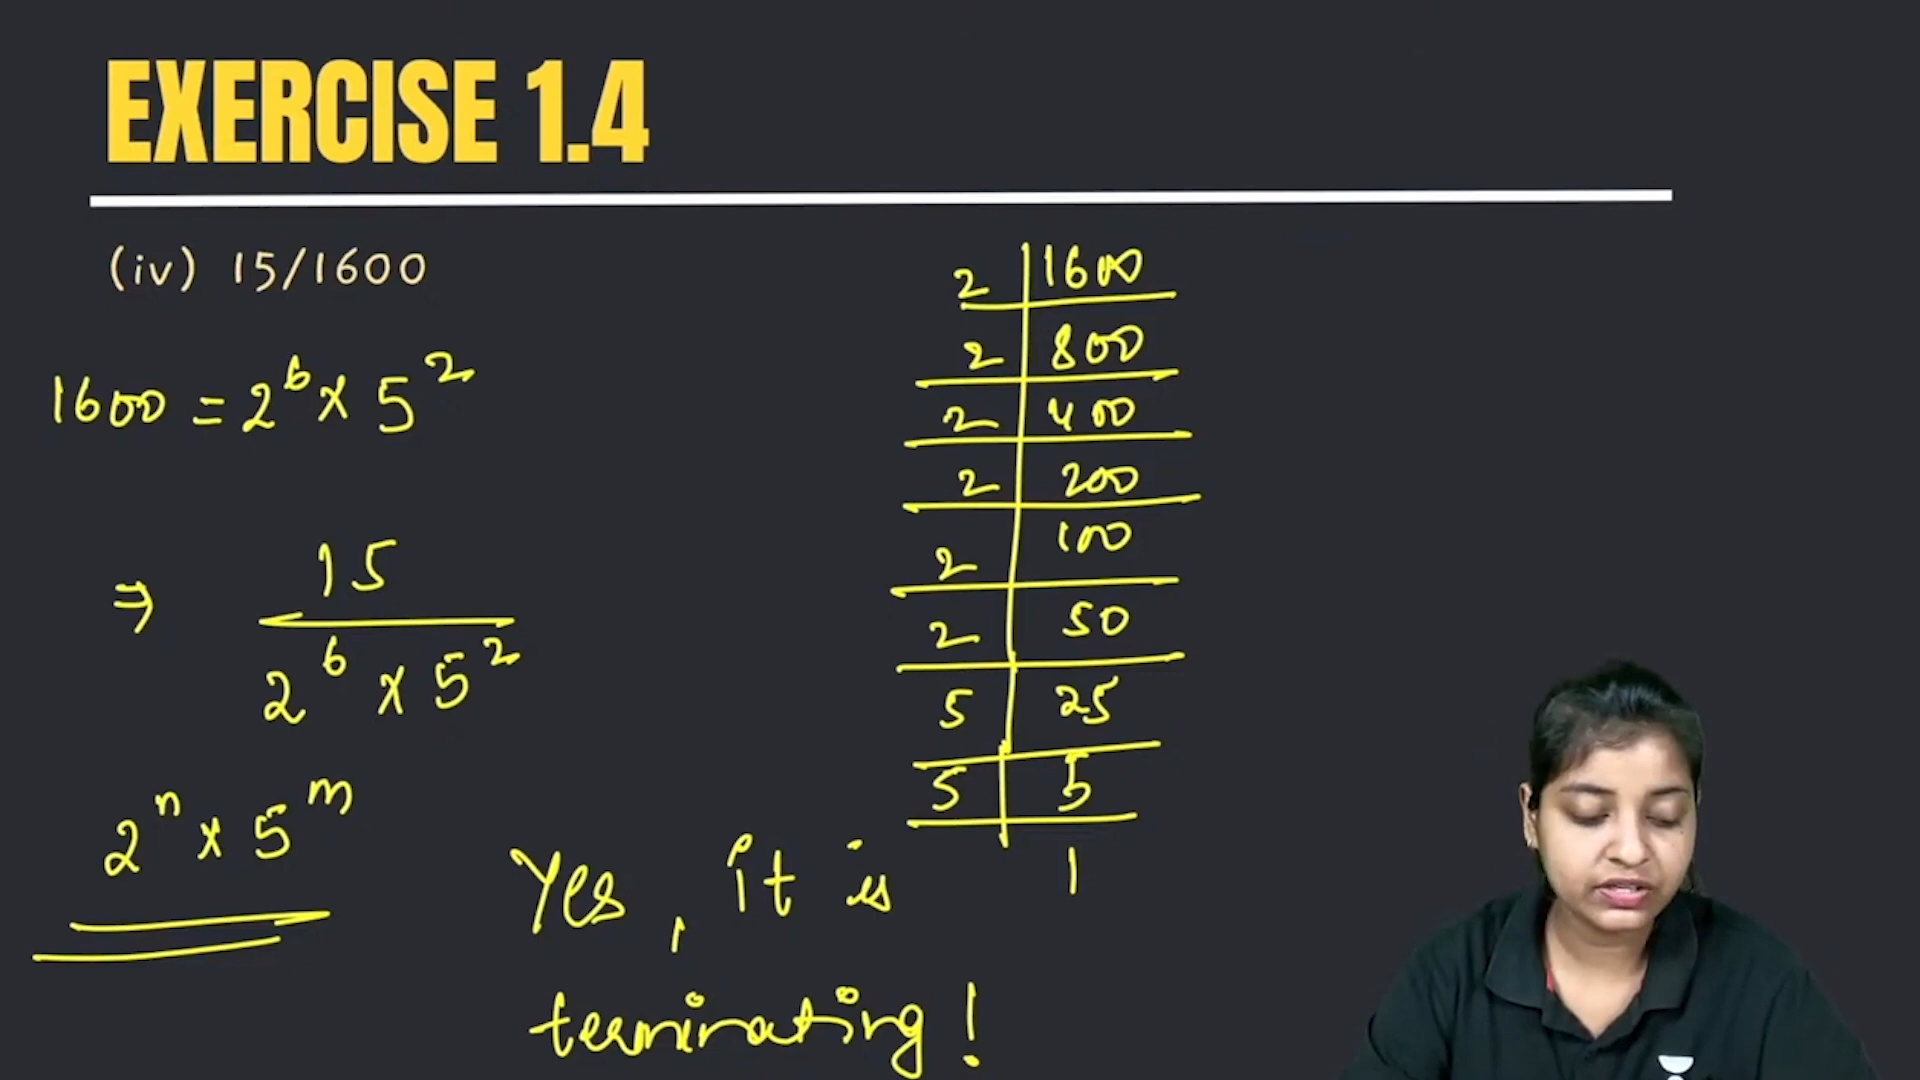 EXERCISE 1.4
(iv) 15/1600
1600 = 2⁶ x 5²
⇒ 15
2⁶ x 5²
2ⁿ x 5ᵐ
Yes, it is
terminating!
2 | 1600
2 | 800
2 | 400
2 | 200
2 | 100
2 | 50
5 | 25
5 | 5
1